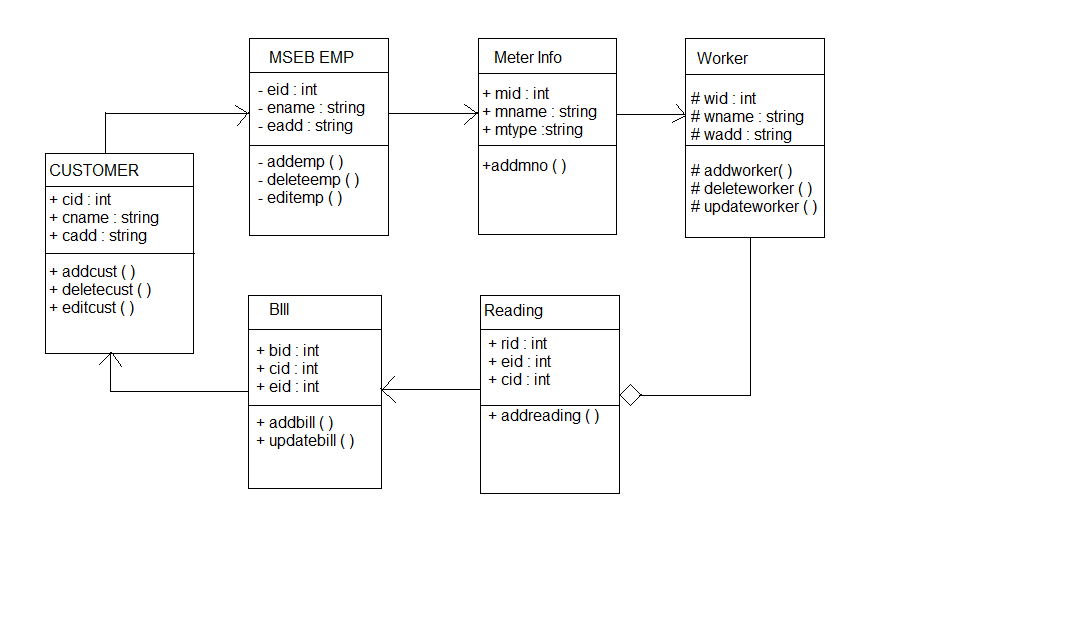 MSEB EMP
- eid : int
- ename : string
- eadd : string
- addemp ( )
- deleteemp ( )
- editemp ( )
Meter Info
+ mid : int
+ mname : string
+ mtype :string
+addmno ( )
Worker
# wid : int
# wname : string
# wadd : string
# addworker( )
# deleteworker ( )
# updateworker ( )
CUSTOMER
+ cid : int
+ cname : string
+ cadd : string
+ addcust ( )
+ deletecust ( )
+ editcust ( )
BIll
+ bid : int
+ cid : int
+ eid : int
+ addbill ( )
+ updatebill ( )
Reading
+ rid : int
+ eid : int
+ cid : int
+ addreading ( )